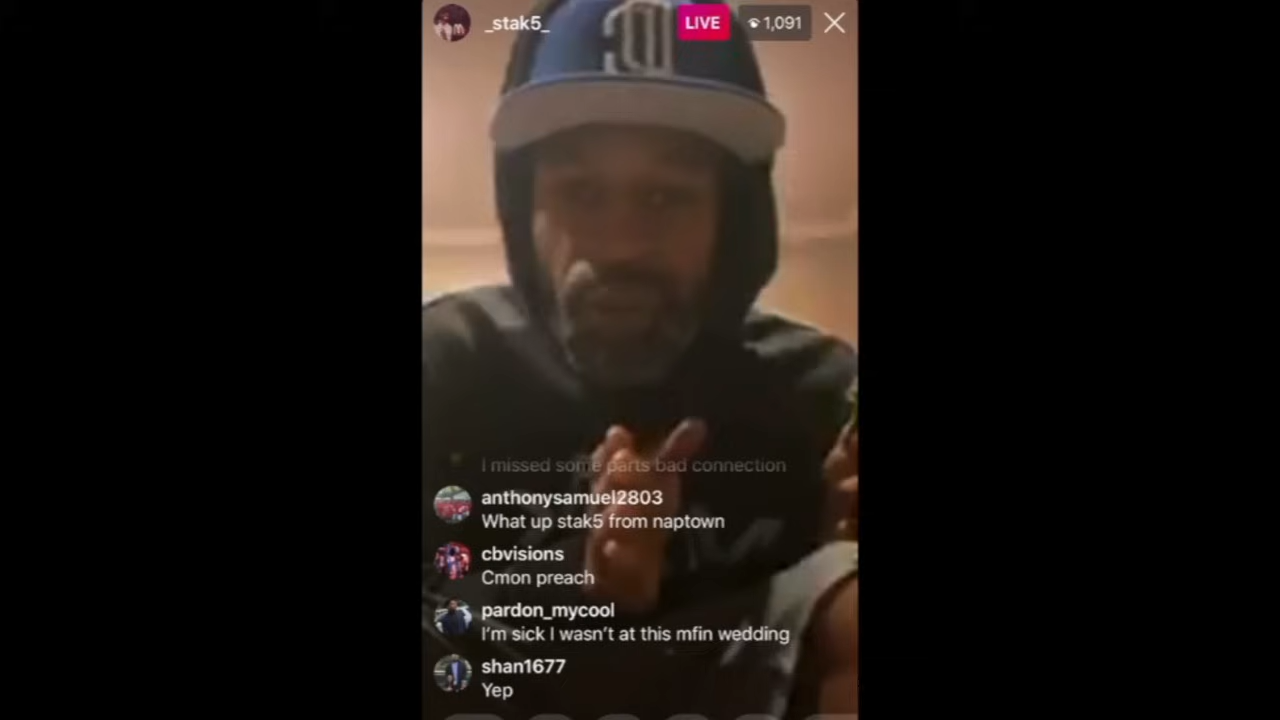 _stak5_ LIVE 1,091
I missed some parts bad connection
anthonysamuel2803
What up stak5 from naptown
cbvisions
Cmon preach
pardon_mycool
I'm sick I wasn't at this mfin wedding
shan1677
Yep